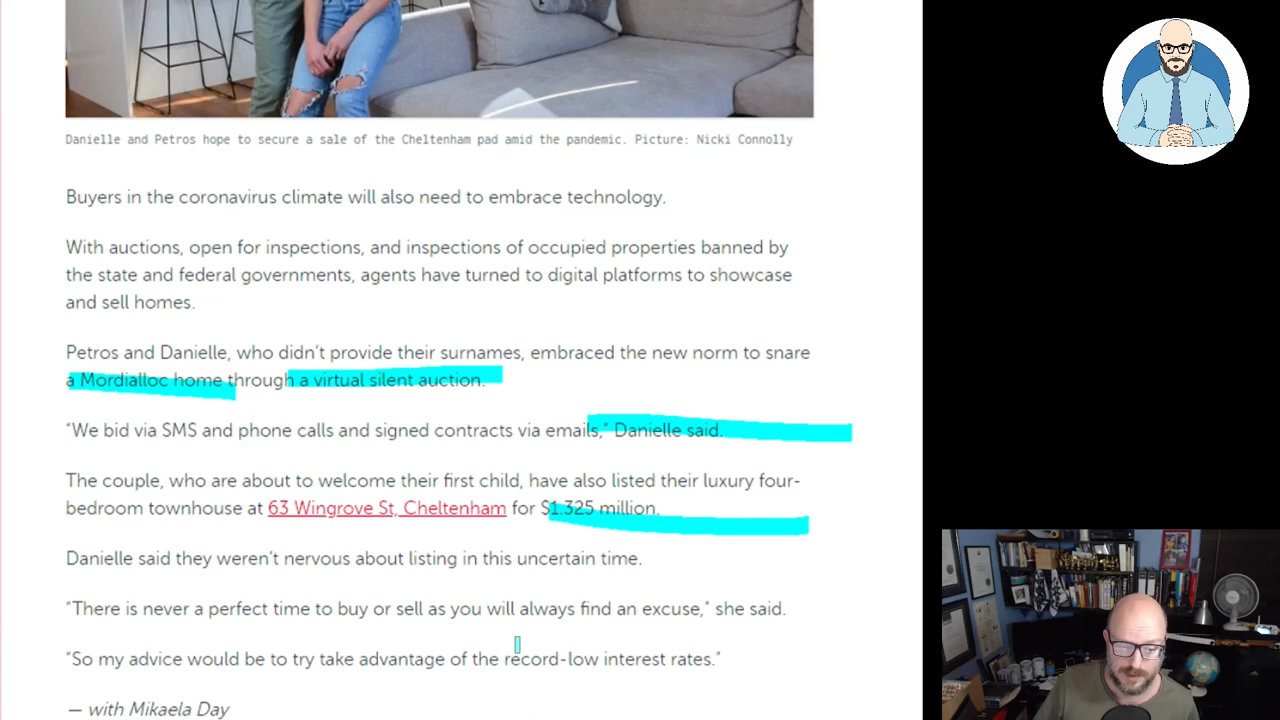 Danielle and Petros hope to secure a sale of the Cheltenham pad amid the pandemic. Picture: Nicki Connolly
Buyers in the coronavirus climate will also need to embrace technology.
With auctions, open for inspections, and inspections of occupied properties banned by
the state and federal governments, agents have turned to digital platforms to showcase
and sell homes.
Petros and Danielle, who didn’t provide their surnames, embraced the new norm to snare
a Mordialloc home through a virtual silent auction.
“We bid via SMS and phone calls and signed contracts via emails,” Danielle said.
The couple, who are about to welcome their first child, have also listed their luxury four-
bedroom townhouse at 63 Wingrove St, Cheltenham for $1.325 million.
Danielle said they weren’t nervous about listing in this uncertain time.
“There is never a perfect time to buy or sell as you will always find an excuse,” she said.
“So my advice would be to try take advantage of the record-low interest rates.”
— with Mikaela Day